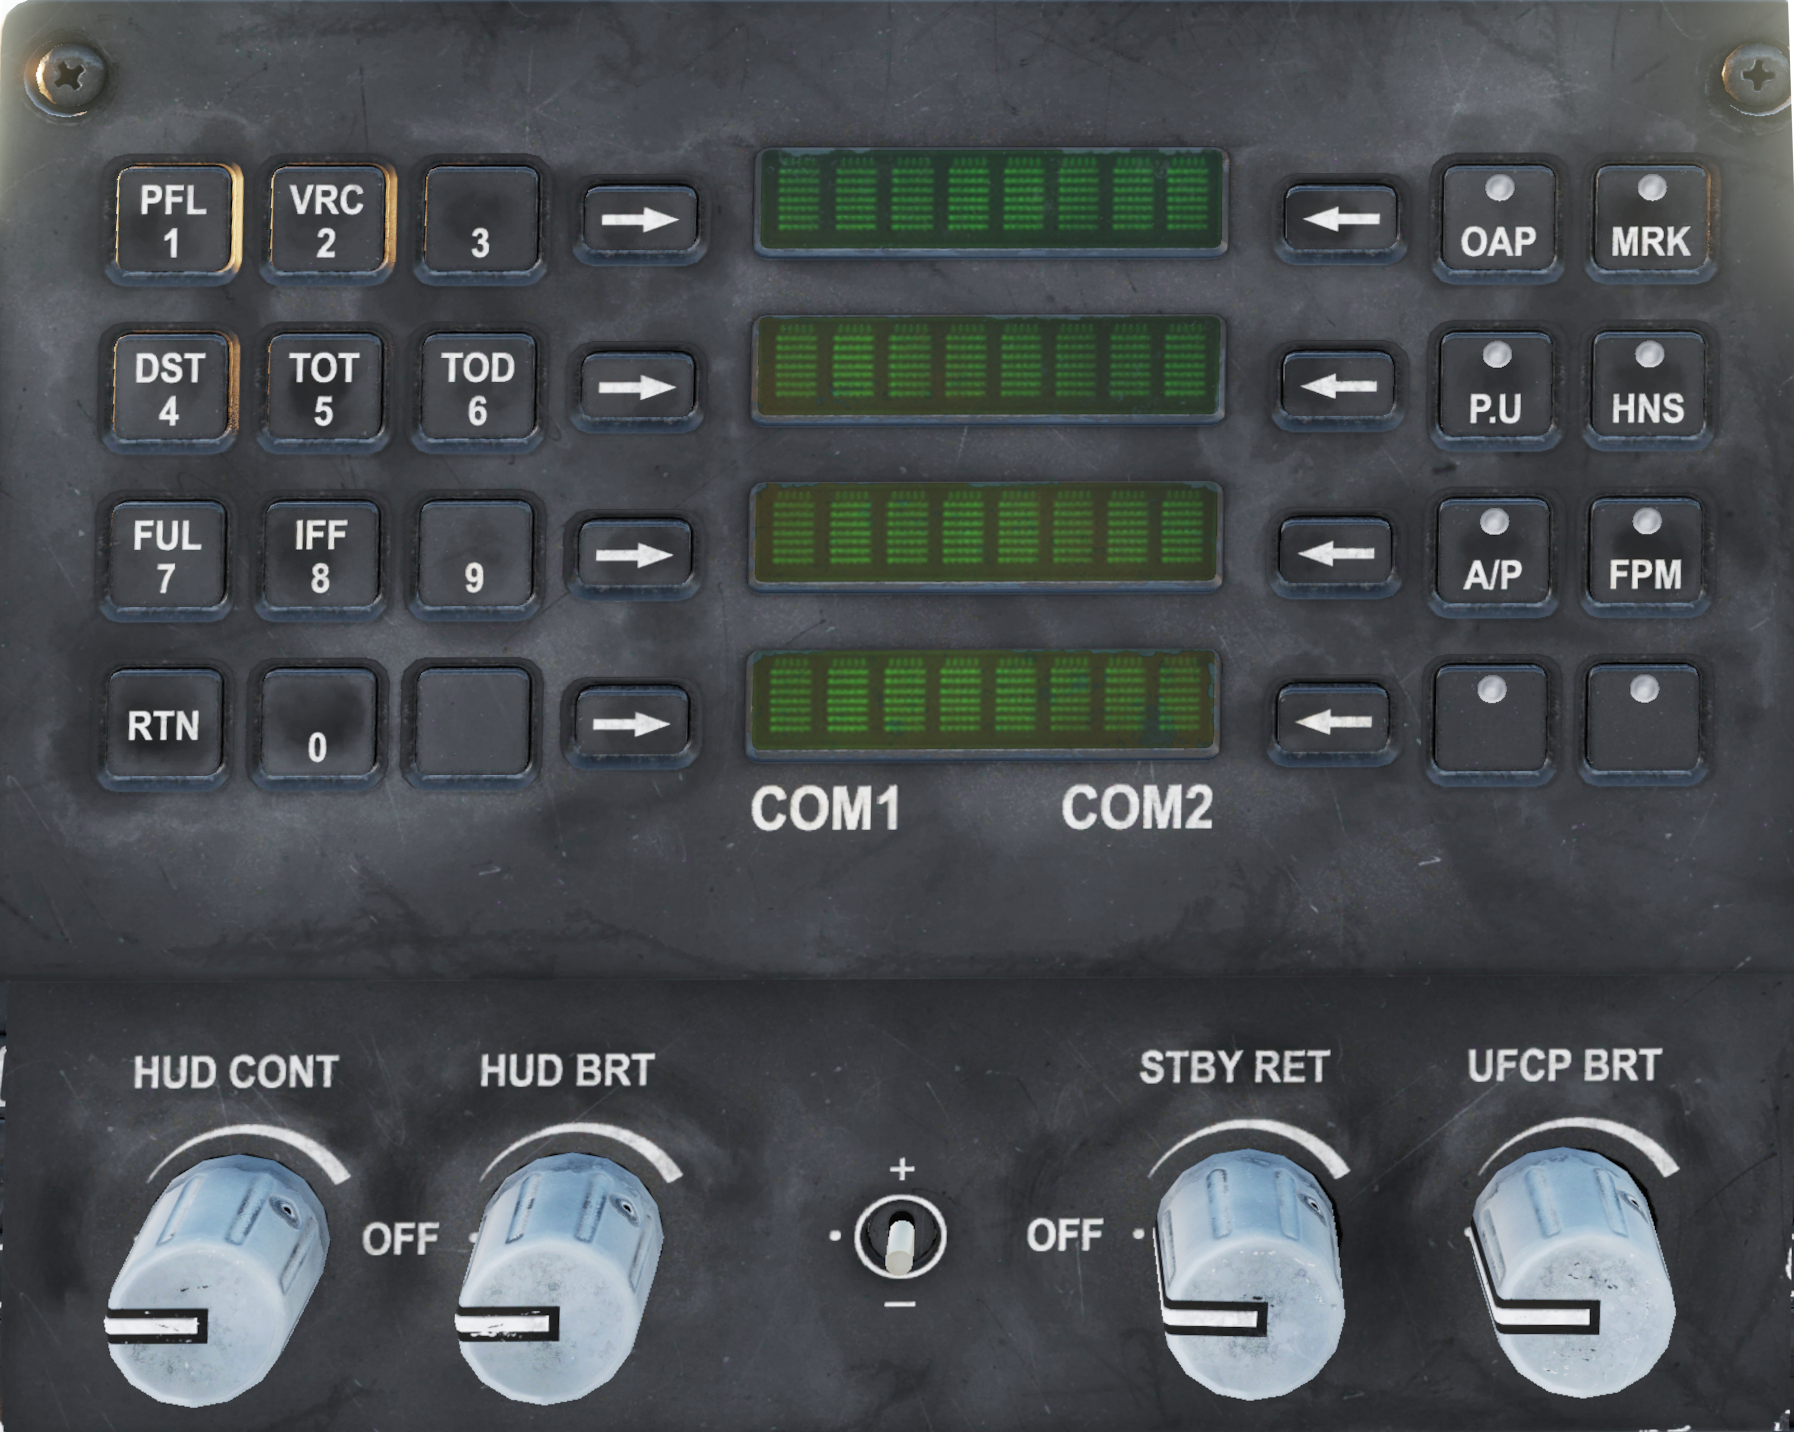 PFL
1
VRC
2
3
OAP
MRK
DST
4
TOT
5
TOD
6
P.U
HNS
FUL
7
IFF
8
9
A/P
FPM
RTN
0
COM1
COM2
HUD CONT
HUD BRT
STBY RET
UFCP BRT
OFF
+
OFF
−